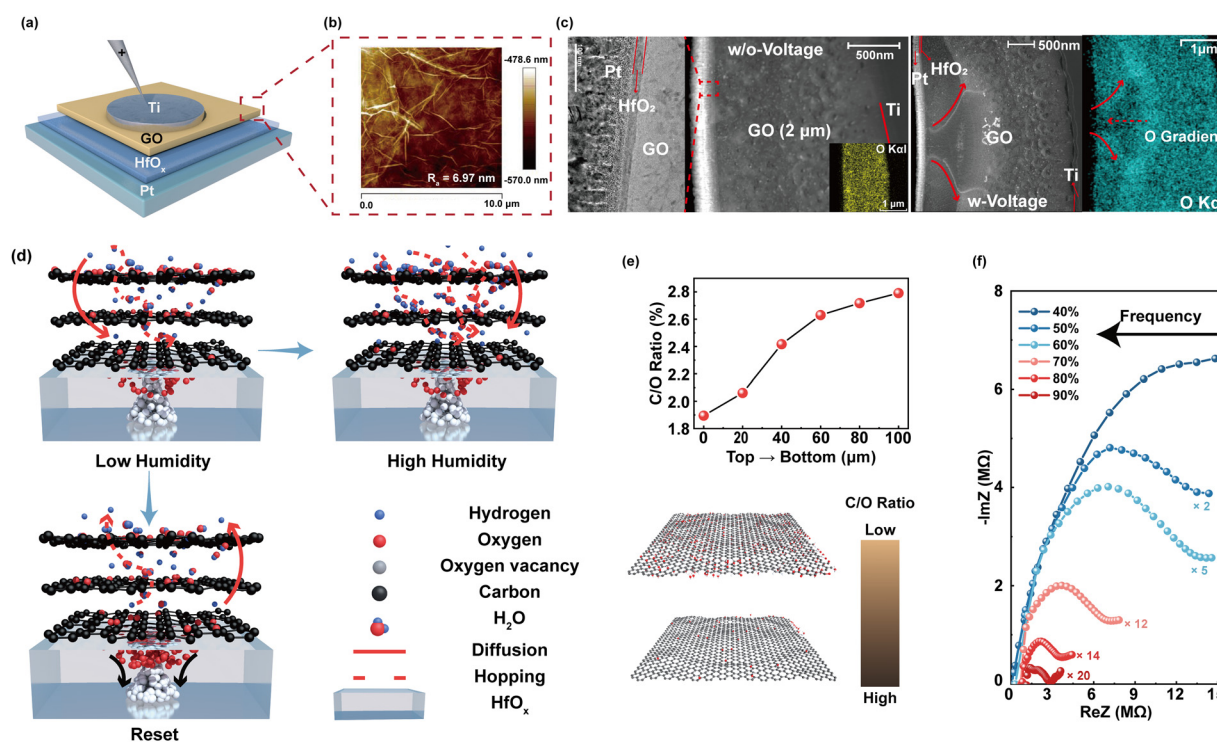 (a)
+
Ti
GO
HfOₓ
Pt
(b)
-478.6 nm
-570.0 nm
Rₐ = 6.97 nm
0.0
10.0 µm
(c)
Pt
HfO₂
GO
w/o-Voltage
500nm
GO (2 µm)
Ti
O Kαl
1 µm
500nm
Pt
HfO₂
GO
Ti
w-Voltage
1µm
O Gradien
O Kα
(d)
Low Humidity
High Humidity
Reset
Hydrogen
Oxygen
Oxygen vacancy
Carbon
H₂O
Diffusion
Hopping
HfOₓ
(e)
C/O Ratio (%)
2.8
2.6
2.4
2.2
2.0
1.8
0 20 40 60 80 100
Top → Bottom (µm)
C/O Ratio
Low
High
(f)
-ImZ (MΩ)
-8
-6
-4
-2
0
40%
50%
60%
70%
80%
90%
Frequency
× 2
× 5
× 12
× 14
× 20
0 3 6 9 12 15
ReZ (MΩ)